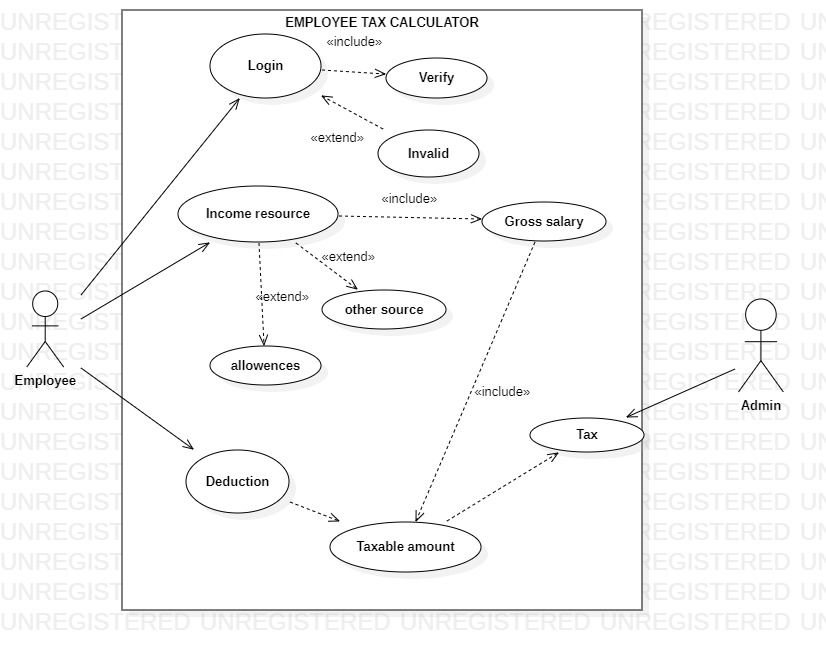 EMPLOYEE TAX CALCULATOR
«include»
Login
Verify
«extend»
Invalid
«include»
Income resource
Gross salary
«extend»
«extend»
other source
allowences
Employee
Admin
«include»
Tax
Deduction
Taxable amount
UNREGISTERED UNREGISTERED UNREGISTERED UNREGISTERED UN